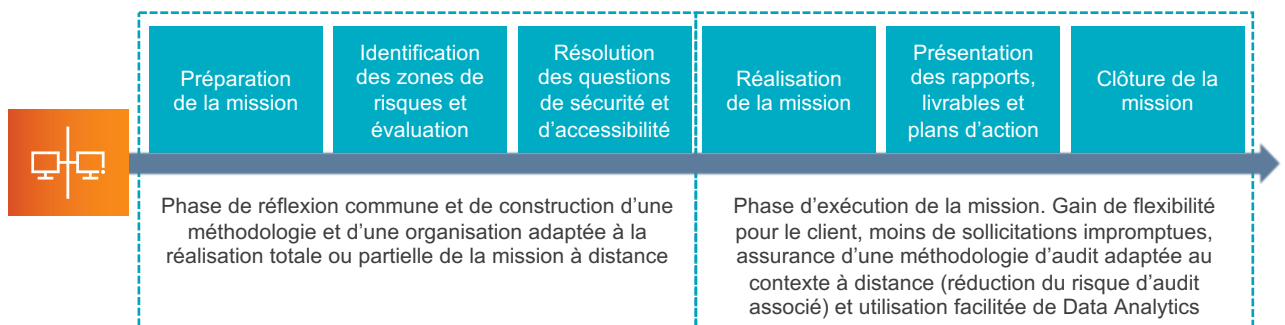 Préparation
de la mission
Identification
des zones de
risques et
évaluation
Résolution
des questions
de sécurité et
d’accessibilité
Réalisation
de la mission
Présentation
des rapports,
livrables et
plans d’action
Clôture de la
mission
Phase de réflexion commune et de construction d’une
méthodologie et d’une organisation adaptée à la
réalisation totale ou partielle de la mission à distance
Phase d’exécution de la mission. Gain de flexibilité
pour le client, moins de sollicitations impromptues,
assurance d’une méthodologie d’audit adaptée au
contexte à distance (réduction du risque d’audit
associé) et utilisation facilitée de Data Analytics